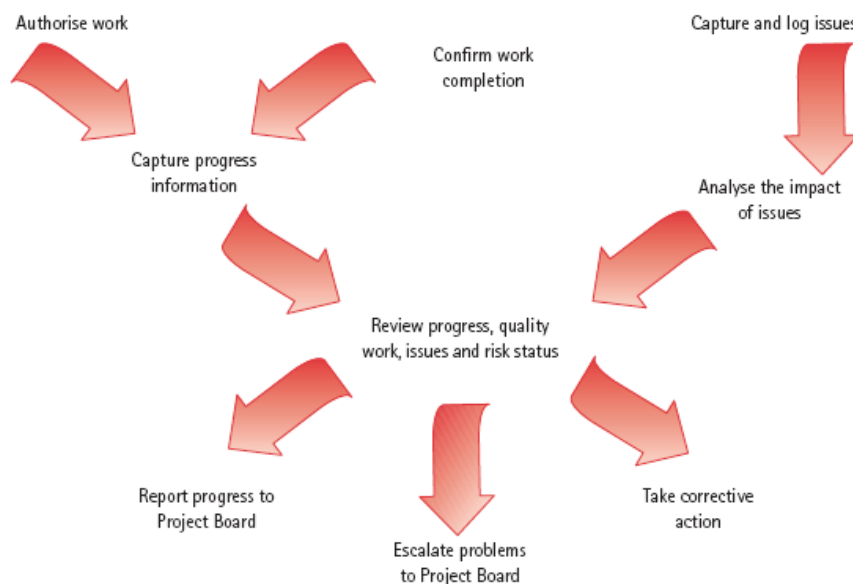 Authorise work
Capture and log issues
Confirm work
completion
Capture progress
information
Analyse the impact
of issues
Review progress, quality
work, issues and risk status
Report progress to
Project Board
Take corrective
action
Escalate problems
to Project Board